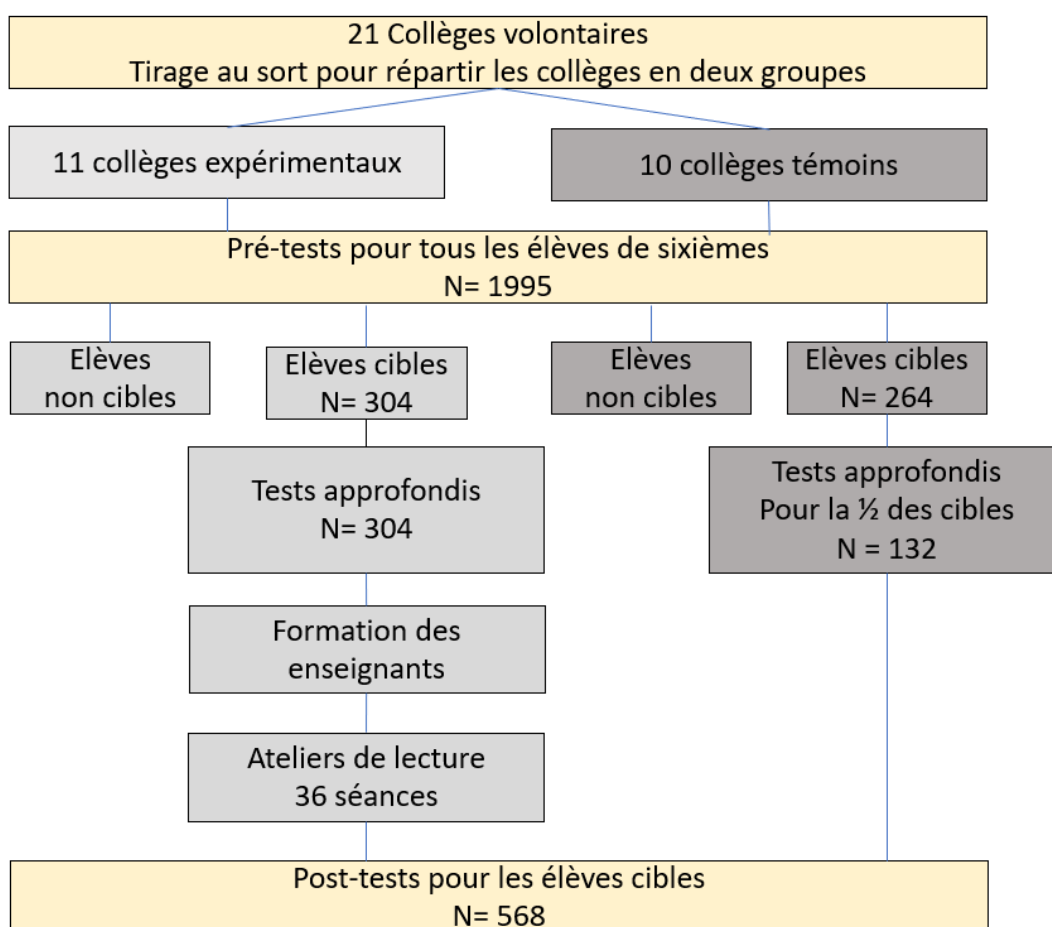 21 Collèges volontaires
Tirage au sort pour répartir les collèges en deux groupes
11 collèges expérimentaux
10 collèges témoins
Pré-tests pour tous les élèves de sixièmes
N= 1995
Elèves
non cibles
Elèves cibles
N= 304
Elèves
non cibles
Elèves cibles
N= 264
Tests approfondis
N= 304
Tests approfondis
Pour la ½ des cibles
N = 132
Formation des
enseignants
Ateliers de lecture
36 séances
Post-tests pour les élèves cibles
N= 568